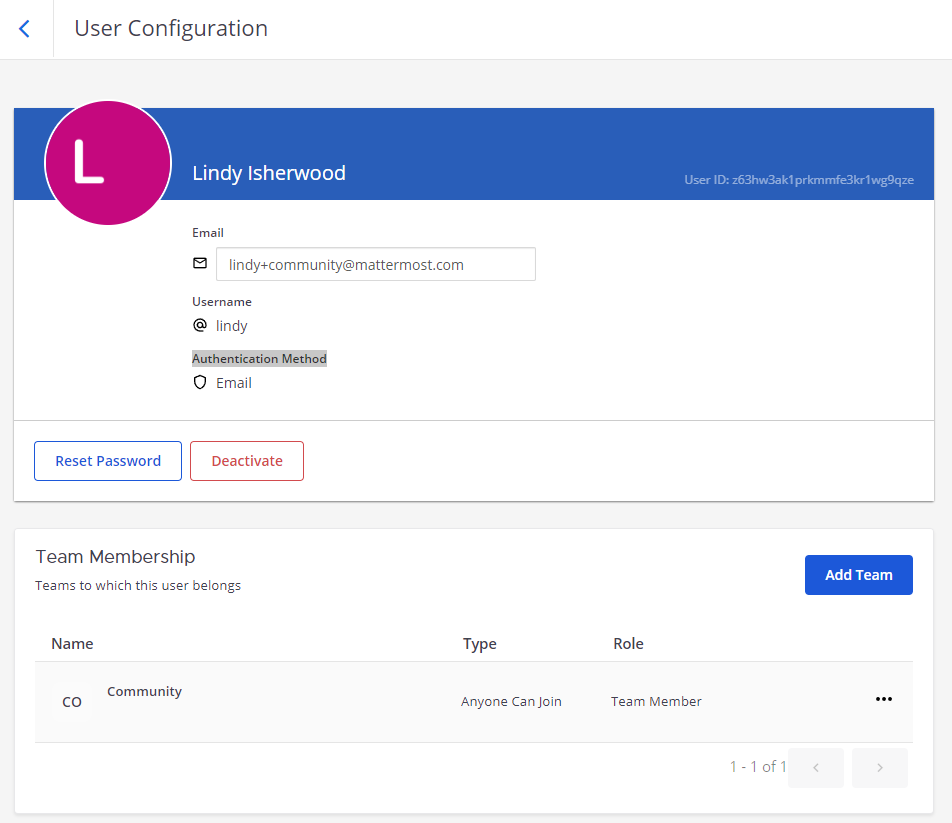 User Configuration
L
Lindy Isherwood
User ID: z63hw3ak1prkmmfe3kr1wg9qze
Email
lindy+community@mattermost.com
Username
lindy
Authentication Method
Email
Reset Password
Deactivate
Team Membership
Teams to which this user belongs
Add Team
Name Type Role
CO Community Anyone Can Join Team Member
1 - 1 of 1